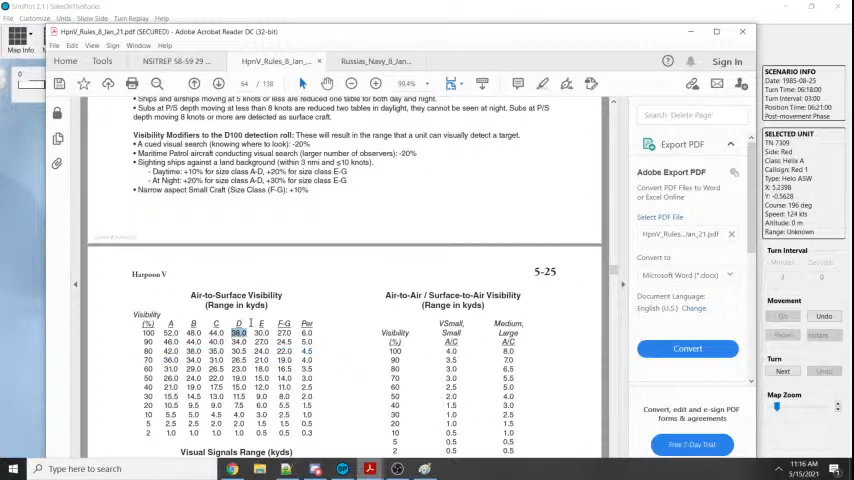 SimPlot 2.1 | SalteOnTheRocks
File Customize Units Show Side Turn Replay
HpnV_Rules_8_Jan_21.pdf (SECURED) - Adobe Acrobat Reader DC (32-bit)
File Edit View Sign Window Help
Home Tools NSITREP 58-59 29 ... HpnV_Rules_8_Jan_... × Russias_Navy_8_Jan... Sign In
Map Info
64 / 138 99.4%
0
• Ships and airships moving at 5 knots or less are reduced one table for both day and night.
• Subs at P/S depth moving at less than 8 knots are reduced two tables in daylight, they cannot be seen at night. Subs at P/S
depth moving 8 knots or more are detected as surface craft.
Visibility Modifiers to the D100 detection roll: These will result in the range that a unit can visually detect a target.
• A cued visual search (knowing where to look): -20%
• Maritime Patrol aircraft conducting visual search (larger number of observers): -20%
• Sighting ships against a land background (within 3 nmi and ≤10 knots).
- Daytime: +10% size class A-D, +20% for size class E-G
- At Night: +20% for size class A-D, +30% for size class E-G
• Narrow aspect Small Craft (Size Class (F-G): +10%
Harpoon V 5-25
Air-to-Surface Visibility
(Range in kyds)
Visibility
(%) A B C D E F-G Per
100 52.0 48.0 44.0 38.0 30.0 27.0 6.0
90 46.0 44.0 40.0 34.0 27.0 24.5 5.0
80 42.0 38.0 35.0 30.5 24.0 22.0 4.5
70 36.0 34.0 31.0 26.5 21.0 19.0 4.0
60 31.0 29.0 26.5 23.0 18.0 16.5 3.5
50 26.0 24.0 22.0 19.0 15.0 14.0 3.0
40 21.0 19.0 17.5 15.0 12.0 11.0 2.5
30 15.5 14.5 13.0 11.5 9.0 8.0 2.0
20 10.5 9.5 9.0 7.5 6.0 5.5 1.5
10 5.5 5.0 4.5 4.0 3.0 2.5 1.0
5 2.5 2.5 2.0 2.0 1.5 1.5 0.5
2 1.0 1.0 1.0 1.0 0.5 0.5 0.3
Visual Signals Range (kyds)
Air-to-Air / Surface-to-Air Visibility
(Range in kyds)
VSmall, Medium,
Visibility Small Large
(%) A/C A/C
100 4.0 8.0
90 3.5 7.0
80 3.0 6.5
70 3.0 5.5
60 2.5 5.0
50 2.0 4.0
40 1.5 3.0
30 1.0 2.5
20 1.0 1.5
10 0.5 1.0
5 0.5 0.5
2 0.5 0.5
Search 'Delete Page'
Export PDF
Adobe Export PDF
Convert PDF Files to Word
or Excel Online
Select PDF File
HpnV_Rules...Jan_21.pdf ×
Convert to
Microsoft Word (*.docx)
Document Language:
English (U.S.) Change
Convert
Convert, edit and e-sign PDF
forms & agreements
Free 7-Day Trial
SCENARIO INFO
Date: 1985-08-25
Turn Time: 06:18:00
Turn Interval: 03:00
Post Time: 06:21:00
Post-movement Phase
SELECTED UNIT
TN 7309
Side: Red
Callsign: Helix A
Type: Helo ASW
X: 5.2398
Y: -0.5628
Course: 196 deg
Speed: 124 kts
Altitude: 0 m
Range: Unknown
Turn Interval
Minutes Seconds
3 0
Movement
Undo
Turn
Next Undo
Map Zoom
Type here to search
11:16 AM
5/15/2021